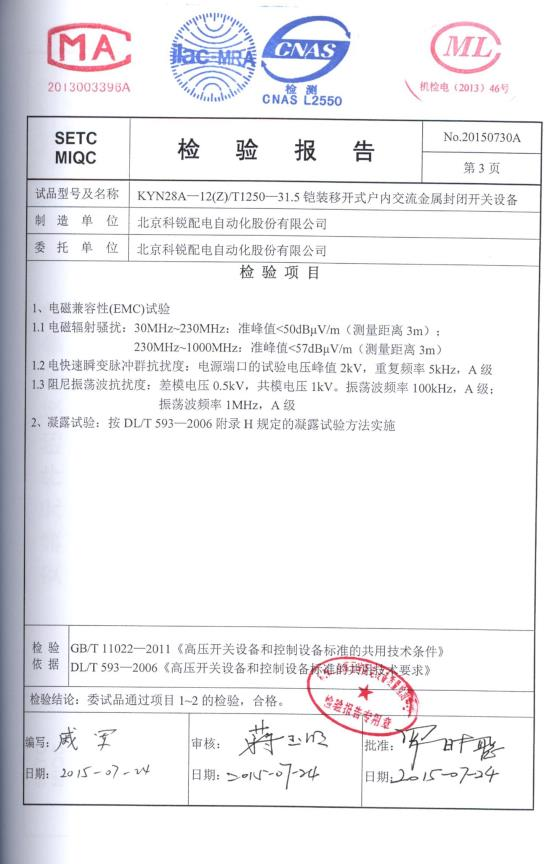 MA
2013003396A
ilac-MRA
CNAS
检 测
CNAS L2550
ML
机检电（2013）46号
SETC
MIQC
检 验 报 告
No.20150730A
第 3 页
试品型号及名称
KYN28A—12(Z)/T1250—31.5 铠装移开式户内交流金属封闭开关设备
制 造 单 位
北京科锐配电自动化股份有限公司
委 托 单 位
北京科锐配电自动化股份有限公司
检 验 项 目
1、电磁兼容性(EMC)试验
1.1 电磁辐射骚扰：30MHz~230MHz：准峰值<50dBμV/m（测量距离 3m）；
230MHz~1000MHz：准峰值<57dBμV/m（测量距离 3m）
1.2 电快速瞬变脉冲群抗扰度：电源端口的试验电压峰值 2kV，重复频率 5kHz，A 级
1.3 阻尼振荡波抗扰度：差模电压 0.5kV，共模电压 1kV。振荡波频率 100kHz，A 级；
振荡波频率 1MHz，A 级
2、凝露试验：按 DL/T 593—2006 附录 H 规定的凝露试验方法实施
检 验
依 据
GB/T 11022—2011《高压开关设备和控制设备标准的共用技术条件》
DL/T 593—2006《高压开关设备和控制设备标准的共用技术要求》
检验结论：委试品通过项目 1~2 的检验，合格。
检验报告专用章
编写：
日期：2015-07-24
审核：
日期：2015-07-24
批准：
日期：2015-07-24